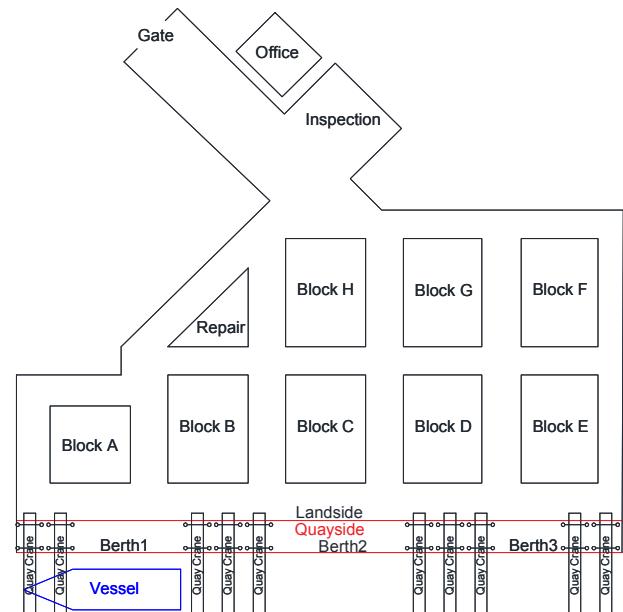 Gate
Office
Inspection
Block H
Block G
Block F
Repair
Block A
Block B
Block C
Block D
Block E
Landside
Quayside
Berth1
Berth2
Berth3
Quay Crane
Quay Crane
Quay Crane
Quay Crane
Quay Crane
Quay Crane
Quay Crane
Quay Crane
Quay Crane
Quay Crane
Vessel